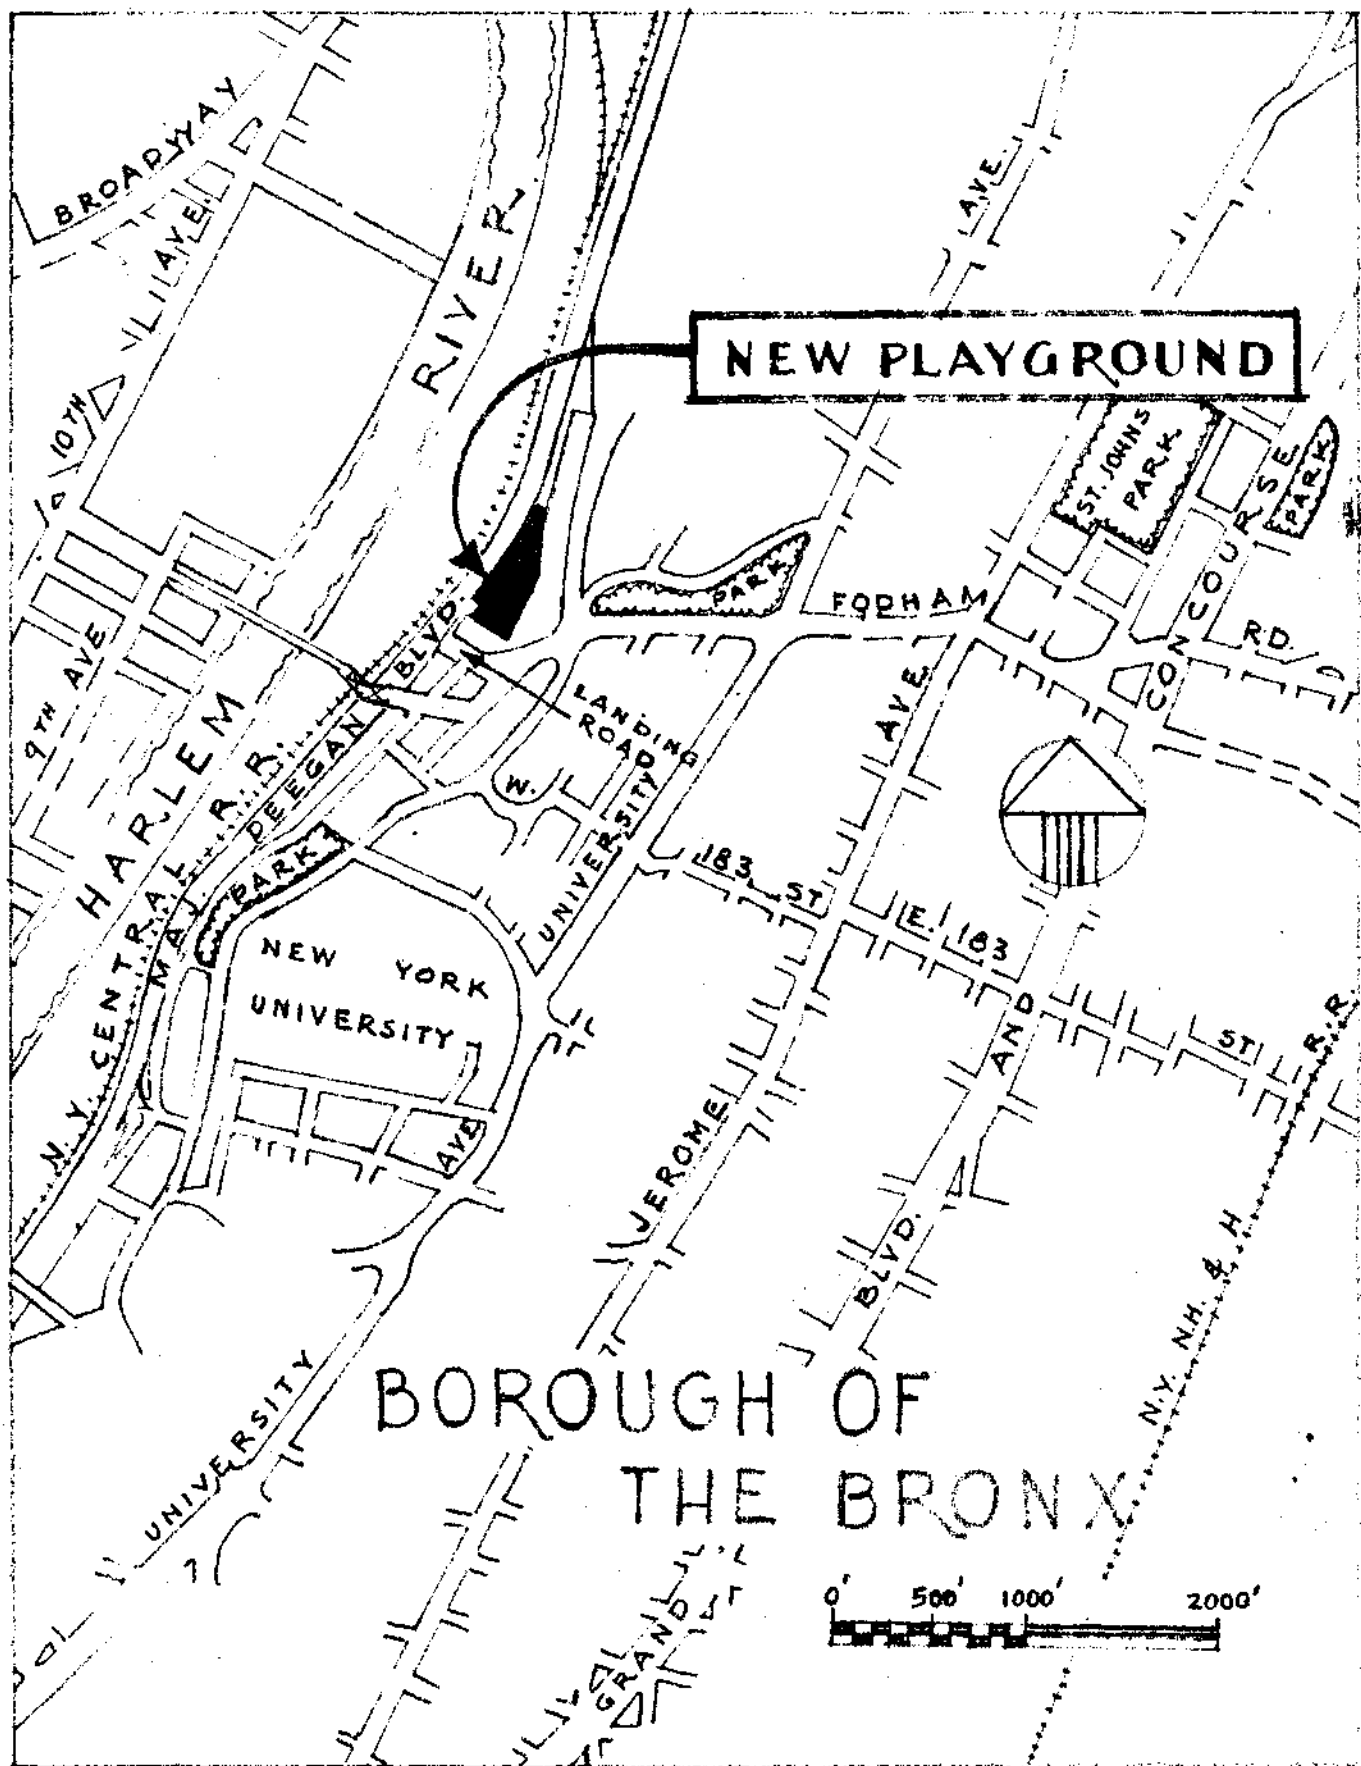 BROADWAY
AVE.
10TH
9TH AVE
HARLEM
RIVER
AVE.
NEW PLAYGROUND
ST. JOHNS
PARK
PARK
CONCOURSE
PARK
FODHAM
RD.
BLVD.
DEEGAN
MAJ.
LANDING
ROAD
W.
UNIVERSITY
AVE.
N.Y. CENTRAL R.R.
PARK
183 ST
E. 183
ST
NEW YORK
UNIVERSITY
AVE
JEROME
AND
BLVD.
N.Y. N.H. & H R.R.
UNIVERSITY
BOROUGH OF
THE BRONX
0' 500' 1000' 2000'
GRAND